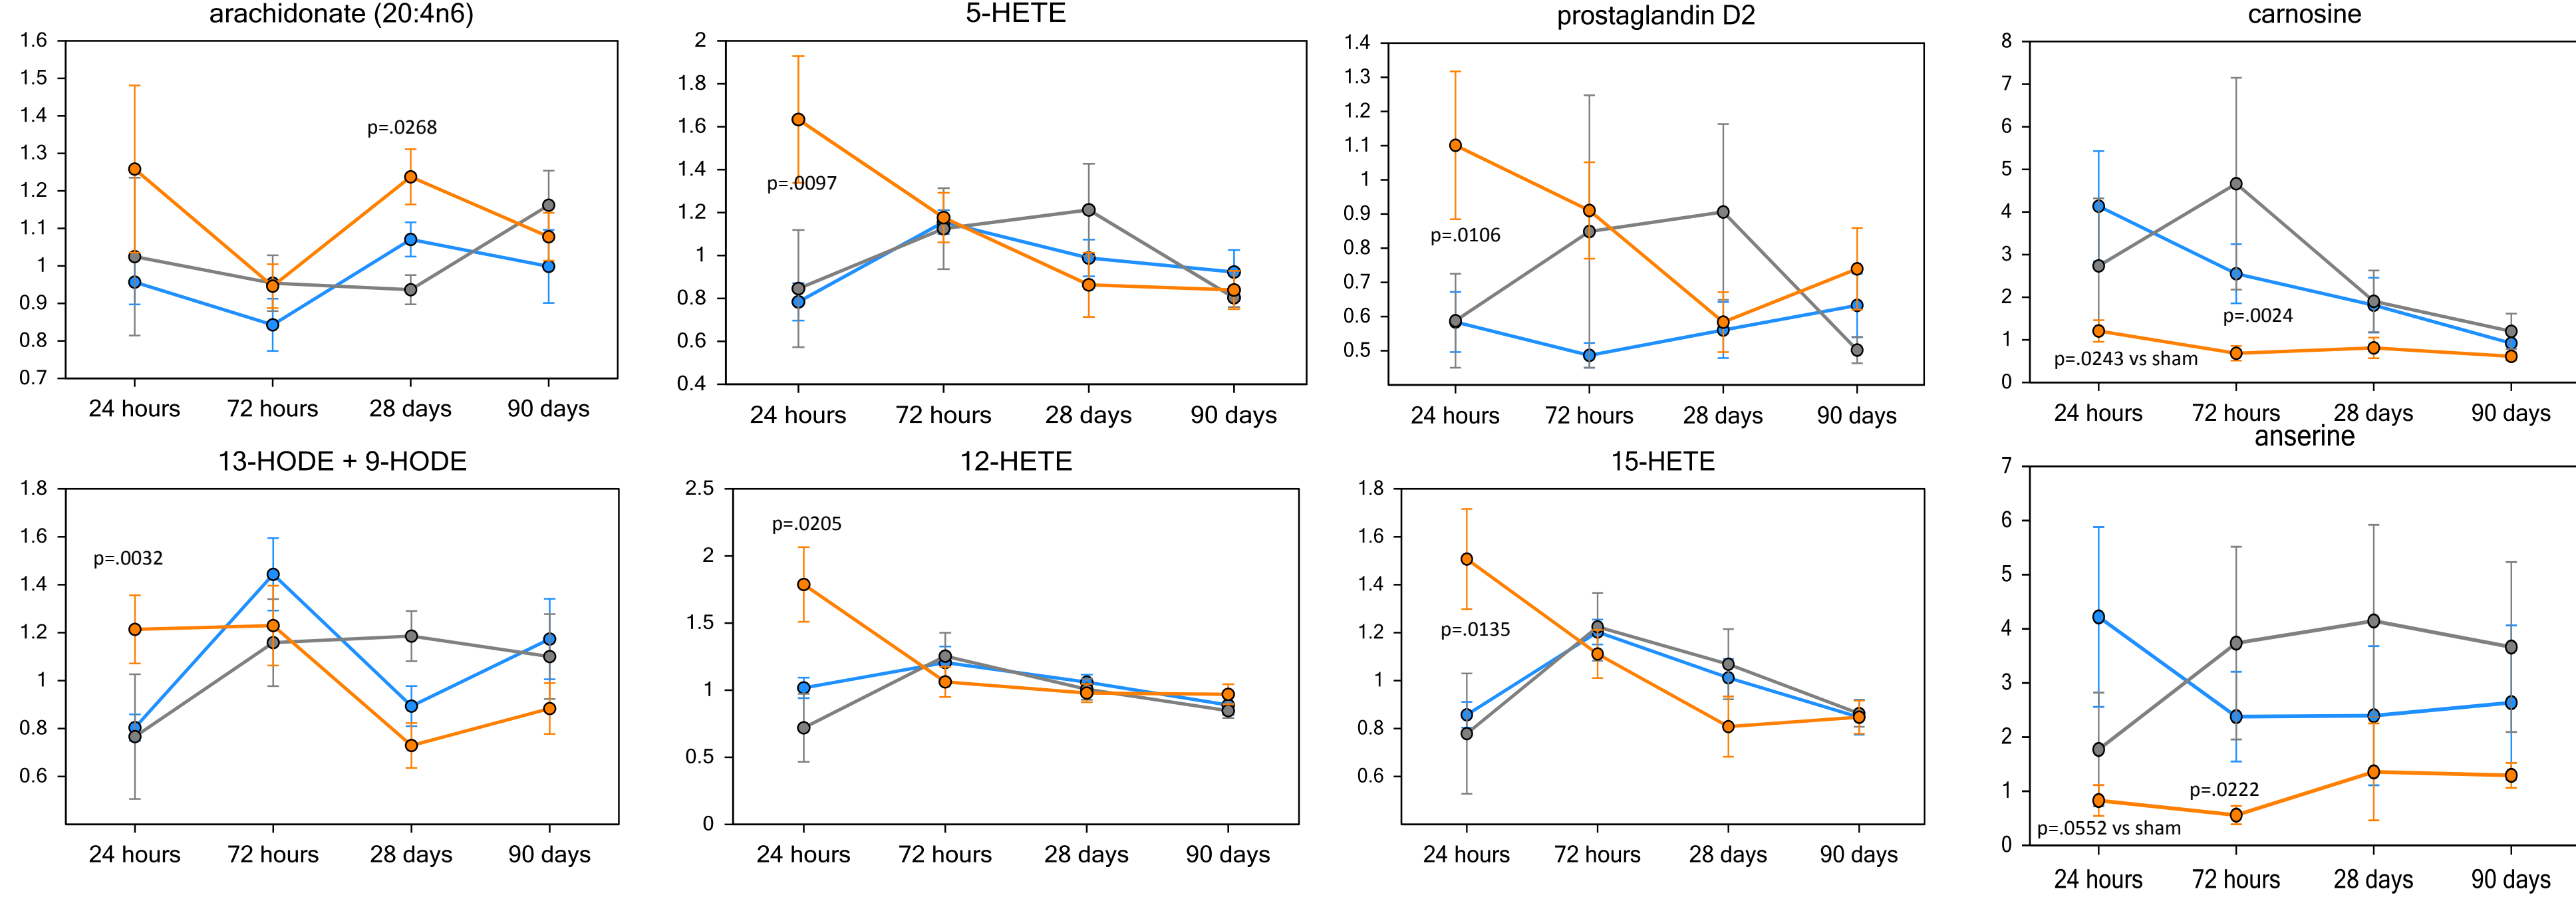 arachidonate (20:4n6)
1.6
1.5
1.4
1.3
1.2
1.1
1
0.9
0.8
0.7
p=.0268
24 hours 72 hours 28 days 90 days
5-HETE
2
1.8
1.6
1.4
1.2
1
0.8
0.6
0.4
p=.0097
24 hours 72 hours 28 days 90 days
prostaglandin D2
1.4
1.3
1.2
1.1
1
0.9
0.8
0.7
0.6
0.5
p=.0106
24 hours 72 hours 28 days 90 days
carnosine
8
7
6
5
4
3
2
1
0
p=.0024
p=.0243 vs sham
24 hours 72 hours 28 days 90 days
13-HODE + 9-HODE
1.8
1.6
1.4
1.2
1
0.8
0.6
p=.0032
24 hours 72 hours 28 days 90 days
12-HETE
2.5
2
1.5
1
0.5
0
p=.0205
24 hours 72 hours 28 days 90 days
15-HETE
1.8
1.6
1.4
1.2
1
0.8
0.6
p=.0135
24 hours 72 hours 28 days 90 days
anserine
7
6
5
4
3
2
1
0
p=.0222
p=.0552 vs sham
24 hours 72 hours 28 days 90 days